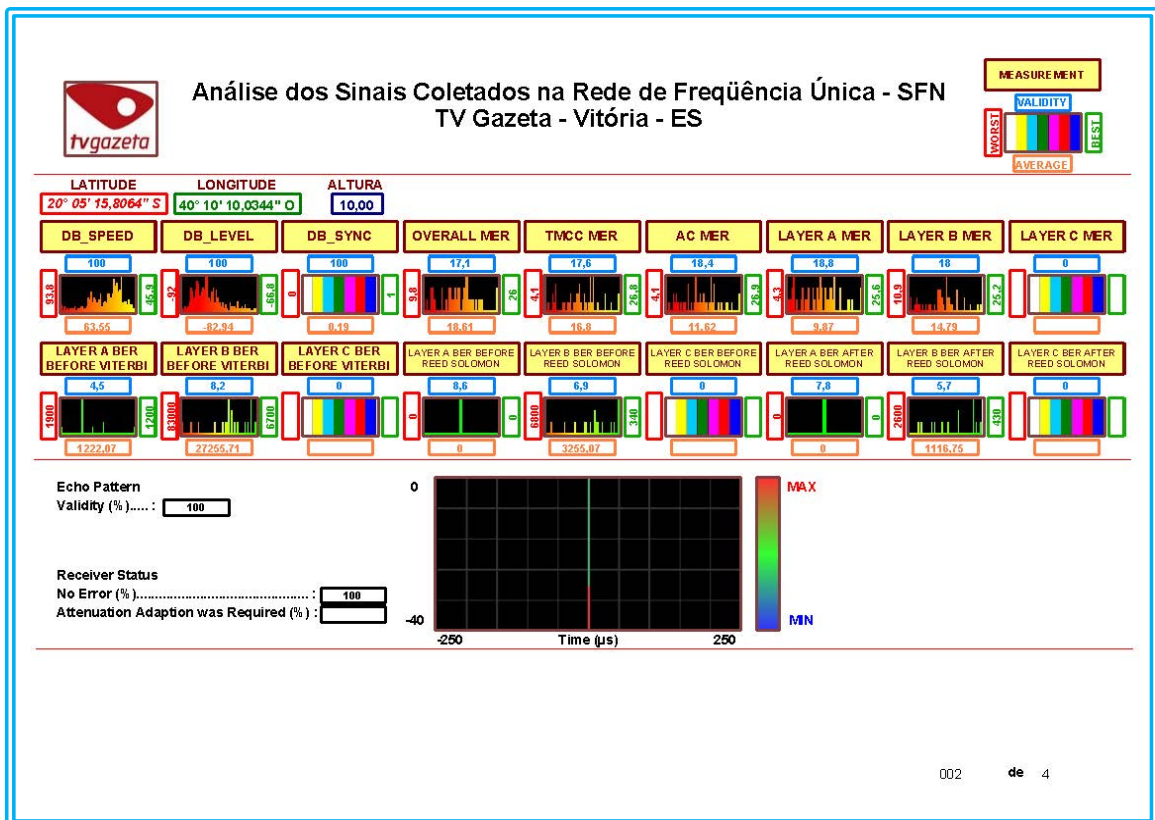 Análise dos Sinais Coletados na Rede de Freqüência Única - SFN
TV Gazeta - Vitória - ES
tvgazeta
MEASUREMENT
VALIDITY
WORST
BEST
AVERAGE
LATITUDE LONGITUDE ALTURA
20° 05' 15,8064" S 40° 10' 10,0344" O 10,00
DB_SPEED DB_LEVEL DB_SYNC OVERALL MER TMCC MER AC MER LAYER A MER LAYER B MER LAYER C MER
100 100 100 17,1 17,6 18,4 18,8 18 0
93,8 45,9 -92 -66,8 0 1 9,8 26 4,1 26,8 4,1 26,9 4,3 25,6 10,9 25,2
63,55 -82,94 0,19 18,61 16,8 11,62 9,87 14,79
LAYER A BER LAYER B BER LAYER C BER LAYER A BER BEFORE LAYER B BER BEFORE LAYER C BER BEFORE LAYER A BER AFTER LAYER B BER AFTER LAYER C BER AFTER
BEFORE VITERBI BEFORE VITERBI BEFORE VITERBI REED SOLOMON REED SOLOMON REED SOLOMON REED SOLOMON REED SOLOMON REED SOLOMON
4,5 8,2 0 8,6 6,9 0 7,8 5,7 0
1900 1200 83000 6700 0 0 6800 340 0 0 2600 430
1222,07 27255,71 0 3255,07 0 1116,75
Echo Pattern
Validity (%)..... : 100
Receiver Status
No Error (%)............................................ : 100
Attenuation Adaption was Required (%) :
0
-40
-250 Time (µs) 250
MAX
MIN
002 de 4